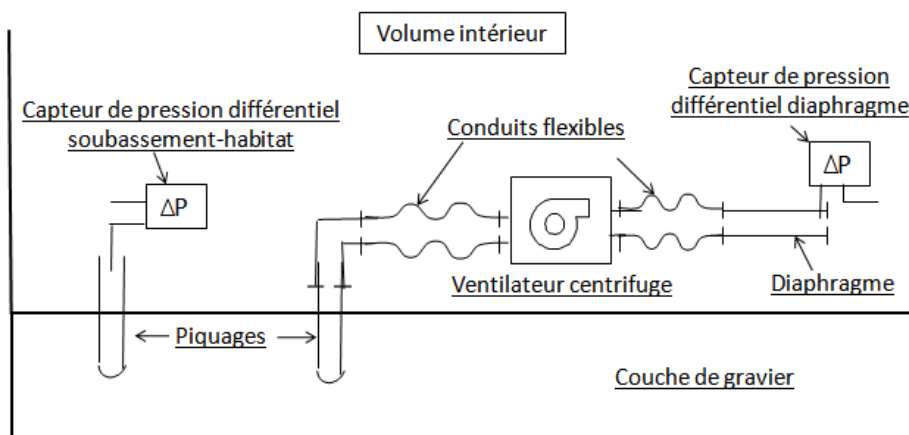 Volume intérieur
Capteur de pression différentiel
soubassement-habitat
ΔP
Conduits flexibles
Capteur de pression
différentiel diaphragme
ΔP
Ventilateur centrifuge
Diaphragme
Piquages
Couche de gravier